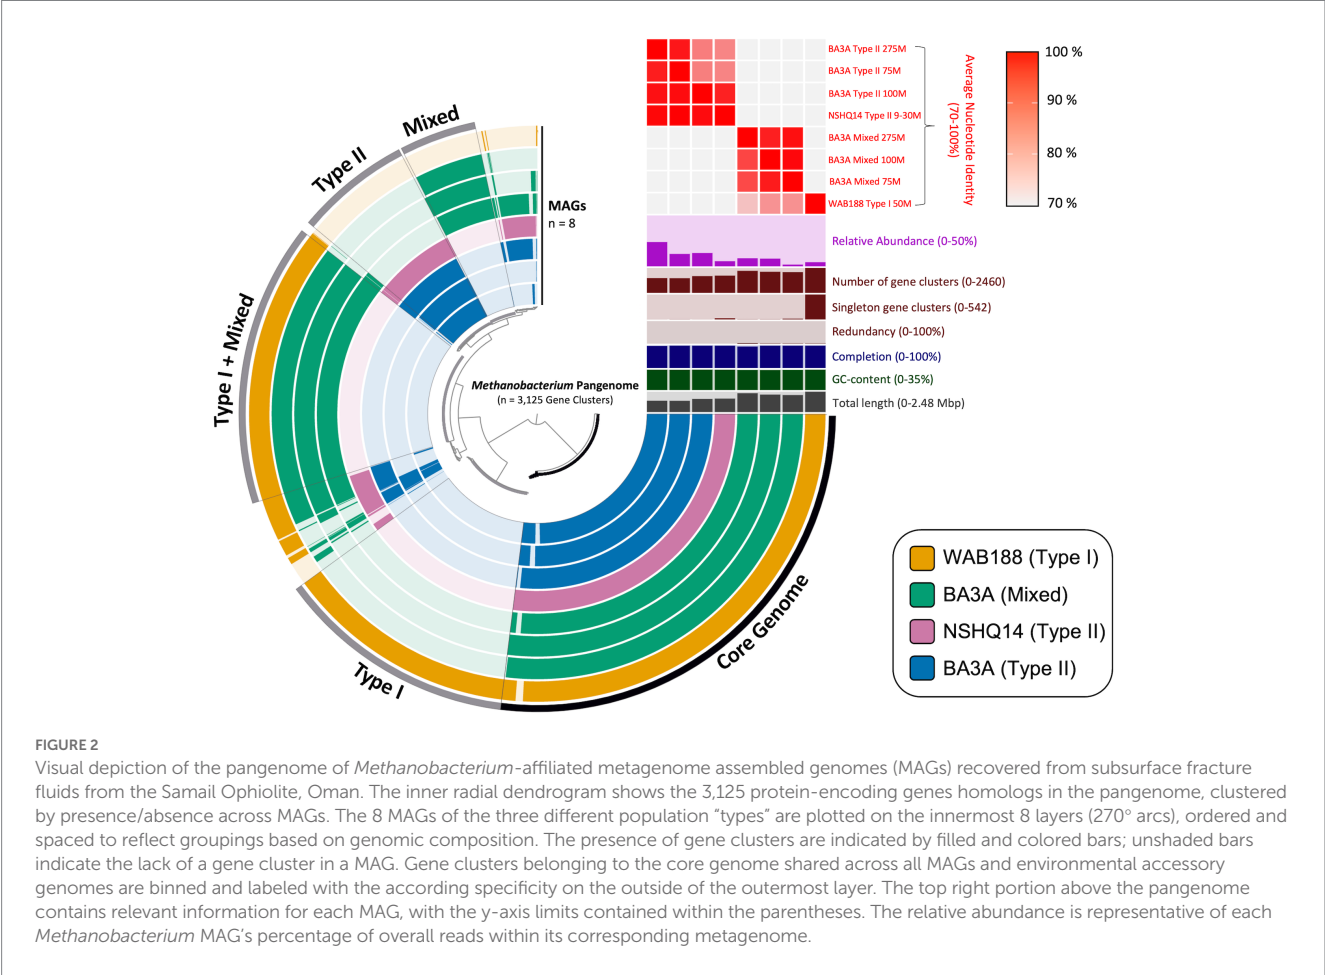 BA3A Type II 275M
BA3A Type II 75M
BA3A Type II 100M
NSHQ14 Type II 9-30M
BA3A Mixed 275M
BA3A Mixed 100M
BA3A Mixed 75M
WAB188 Type I 50M
Average Nucleotide Identity
(70-100%)
100 %
90 %
80 %
70 %
Relative Abundance (0-50%)
Number of gene clusters (0-2460)
Singleton gene clusters (0-542)
Redundancy (0-100%)
Completion (0-100%)
GC-content (0-35%)
Total length (0-2.48 Mbp)
Mixed
Type II
Type I + Mixed
Type I
Core Genome
MAGs
n = 8
Methanobacterium Pangenome
(n = 3,125 Gene Clusters)
WAB188 (Type I)
BA3A (Mixed)
NSHQ14 (Type II)
BA3A (Type II)
FIGURE 2
Visual depiction of the pangenome of Methanobacterium-affiliated metagenome assembled genomes (MAGs) recovered from subsurface fracture
fluids from the Samail Ophiolite, Oman. The inner radial dendrogram shows the 3,125 protein-encoding genes homologs in the pangenome, clustered
by presence/absence across MAGs. The 8 MAGs of the three different population “types” are plotted on the innermost 8 layers (270° arcs), ordered and
spaced to reflect groupings based on genomic composition. The presence of gene clusters are indicated by filled and colored bars; unshaded bars
indicate the lack of a gene cluster in a MAG. Gene clusters belonging to the core genome shared across all MAGs and environmental accessory
genomes are binned and labeled with the according specificity on the outside of the outermost layer. The top right portion above the pangenome
contains relevant information for each MAG, with the y-axis limits contained within the parentheses. The relative abundance is representative of each
Methanobacterium MAG’s percentage of overall reads within its corresponding metagenome.